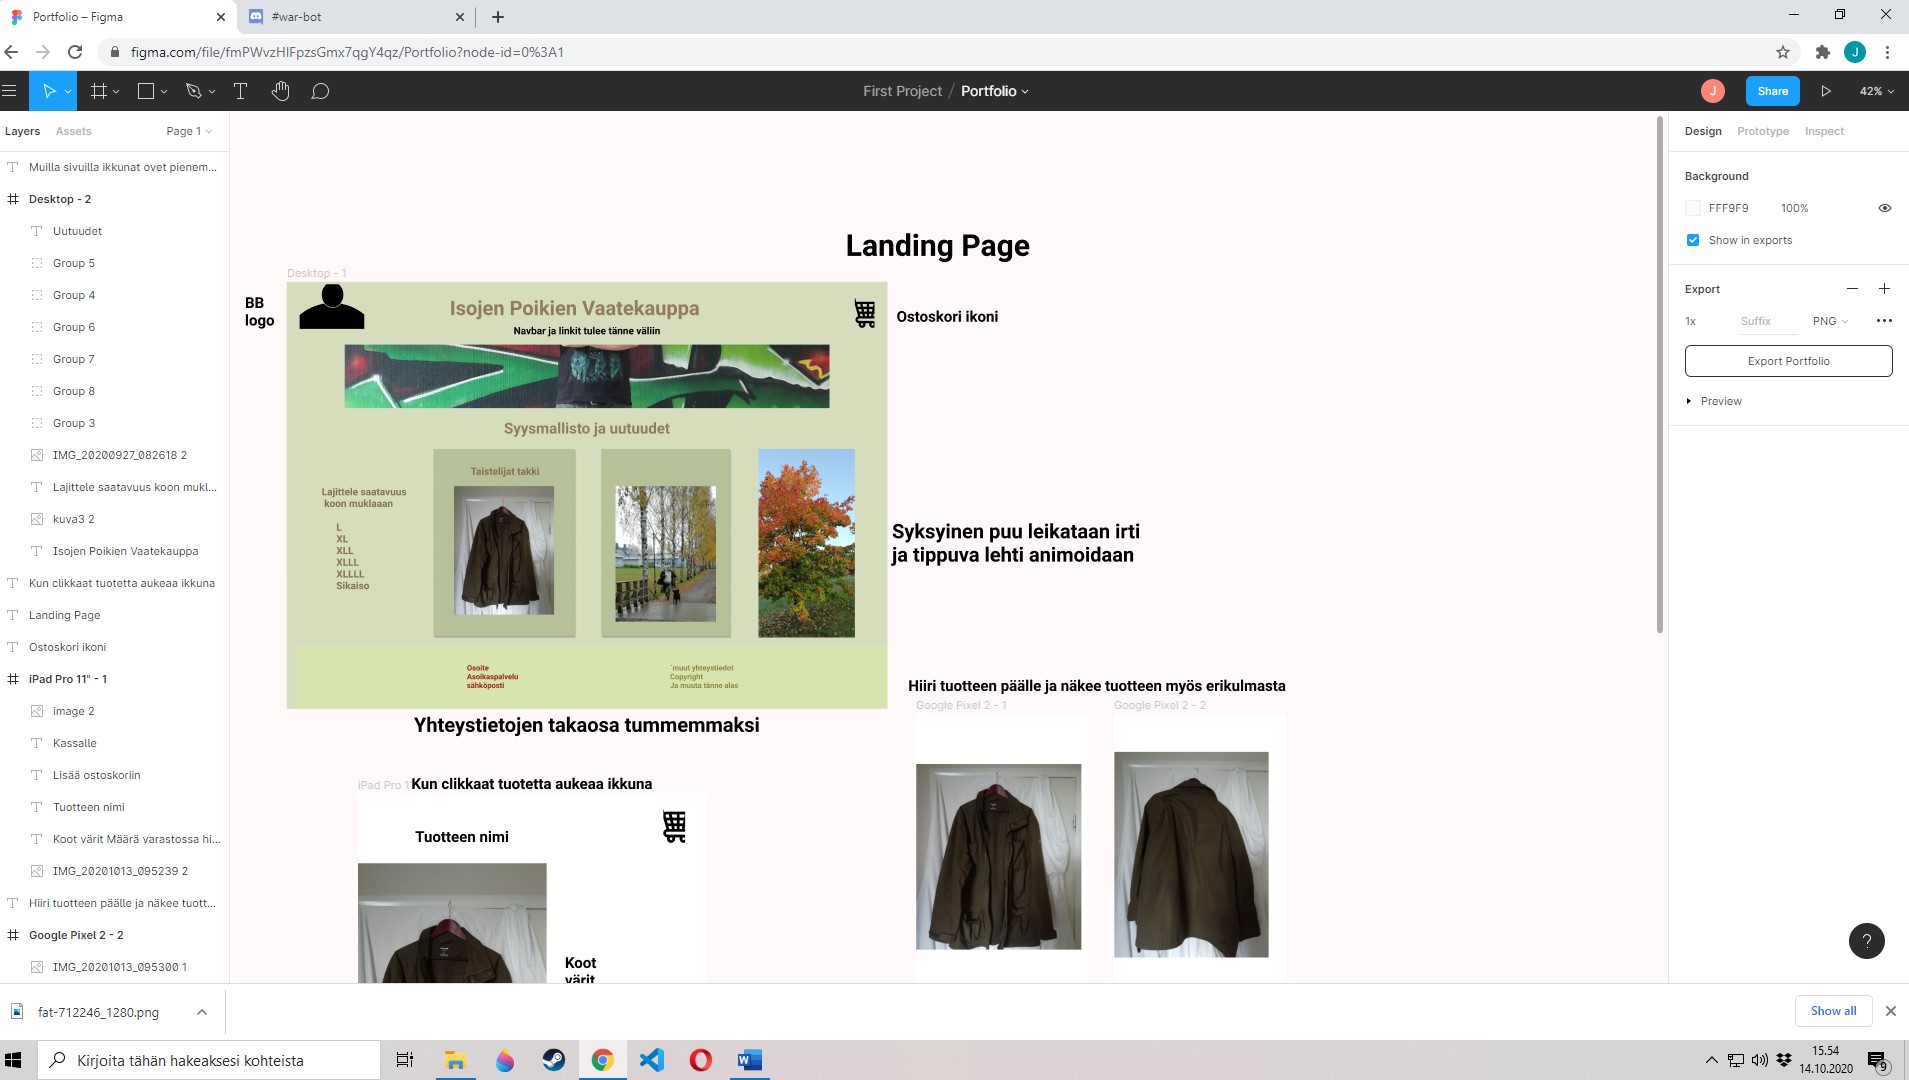 Portfolio – Figma
#war-bot
figma.com/file/fmPWvzHIFpzsGmx7qgY4qz/Portfolio?node-id=0%3A1
J
First Project / Portfolio
J
Share
42%
Layers
Assets
Page 1
Muilla sivuilla ikkunat ovet pienem...
Desktop - 2
Uutuudet
Group 5
Group 4
Group 6
Group 7
Group 8
Group 3
IMG_20200927_082618 2
Lajittele saatavuus koon mukl...
kuva3 2
Isojen Poikien Vaatekauppa
Kun clikkaat tuotetta aukeaa ikkuna
Landing Page
Ostoskori ikoni
iPad Pro 11" - 1
image 2
Kassalle
Lisää ostoskoriin
Tuotteen nimi
Koot värit Määrä varastossa hi...
IMG_20201013_095239 2
Hiiri tuotteen päälle ja näkee tuott...
Google Pixel 2 - 2
IMG_20201013_095300 1
Landing Page
Desktop - 1
BB
logo
Isojen Poikien Vaatekauppa
Navbar ja linkit tulee tänne väliin
Ostoskori ikoni
Syysmallisto ja uutuudet
Taistelijat takki
Lajittele saatavuus
koon muklaaan
L
XL
XLL
XLLL
XLLLL
Sikaiso
Syksyinen puu leikataan irti
ja tippuva lehti animoidaan
Osoite
Asoikaspalvelu
sähköposti
´muut yhteystiedot
Copyright
Ja muuta tänne alas
Yhteystietojen takaosa tummemmaksi
Hiiri tuotteen päälle ja näkee tuotteen myös erikulmasta
Google Pixel 2 - 1
Google Pixel 2 - 2
iPad Pro 1
Kun clikkaat tuotetta aukeaa ikkuna
Tuotteen nimi
Koot
värit
Design
Prototype
Inspect
Background
FFF9F9
100%
Show in exports
Export
1x
Suffix
PNG
Export Portfolio
Preview
?
fat-712246_1280.png
Show all
Kirjoita tähän hakeaksesi kohteista
15.54
14.10.2020
9